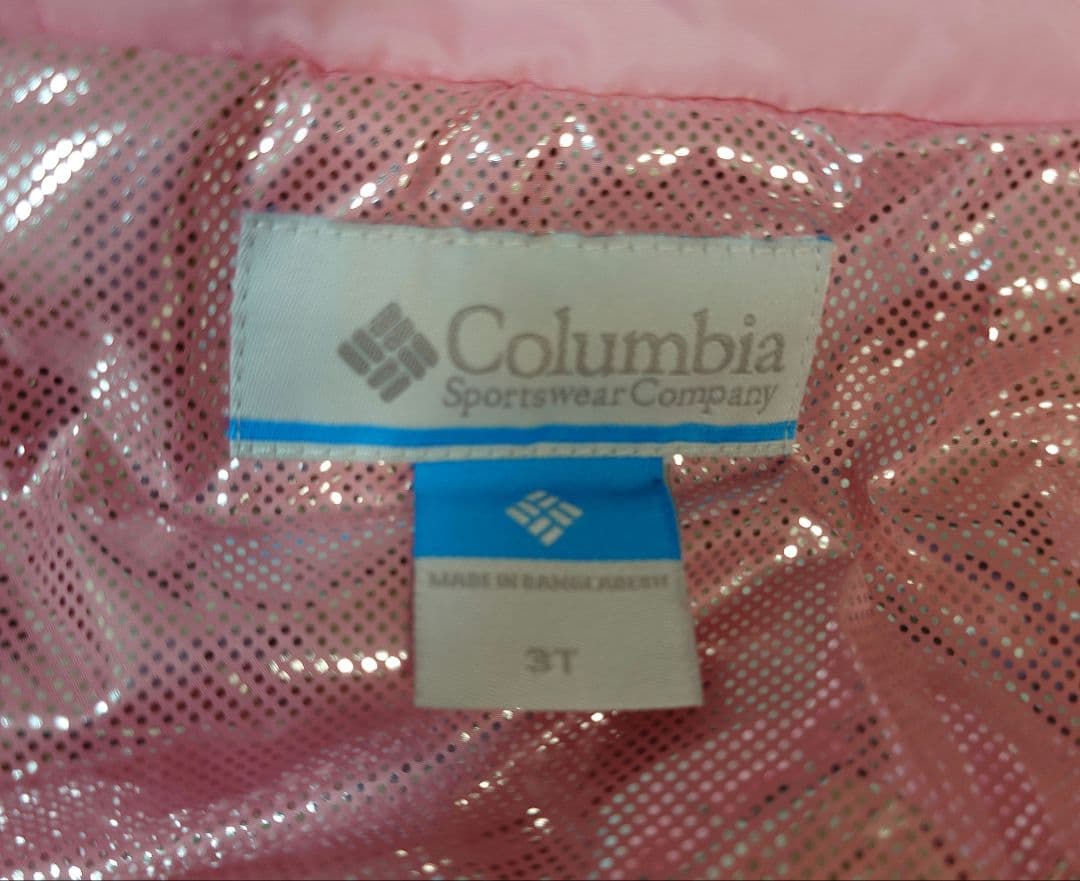 Columbia
Sportswear Company
MADE IN BANGLADESH
3T